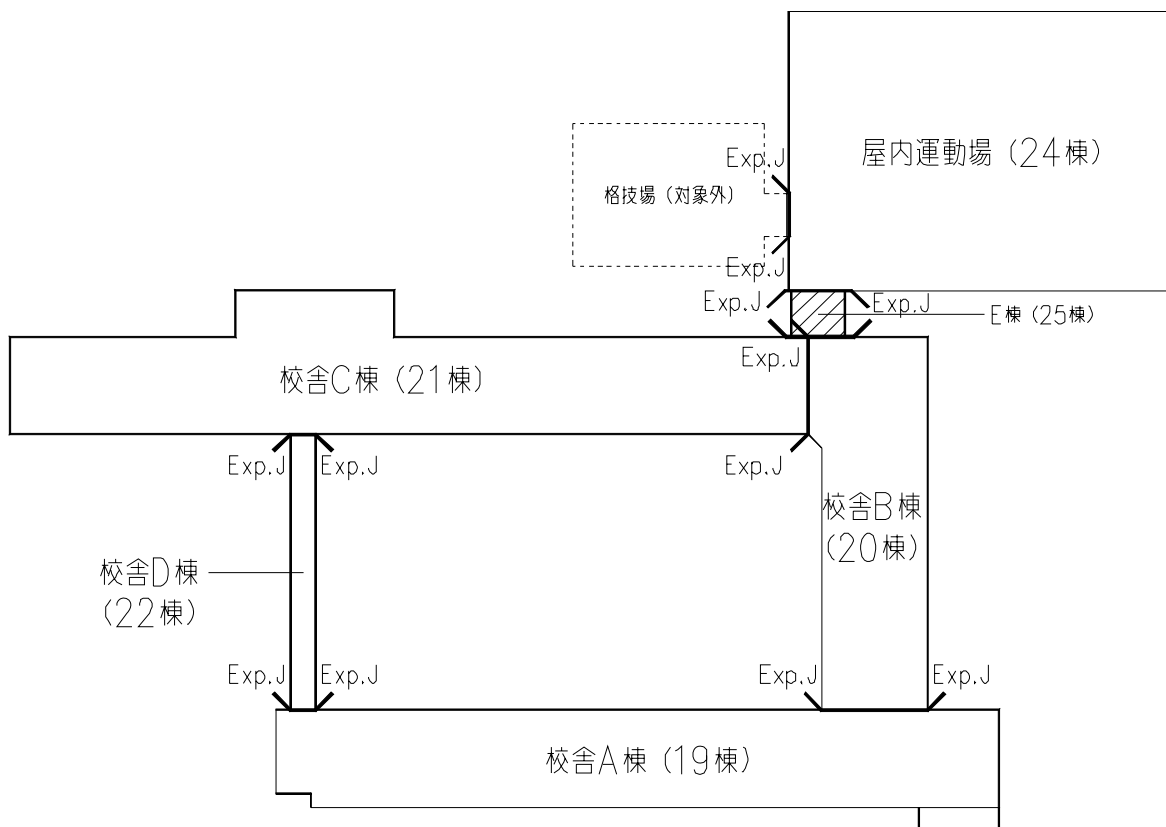 屋内運動場（24棟）
Exp.J
格技場（対象外）
Exp.J
Exp.J
Exp.J
E棟（25棟）
Exp.J
校舎C棟（21棟）
Exp.J
Exp.J
Exp.J
校舎B棟
(20棟)
校舎D棟
(22棟)
Exp.J
Exp.J
Exp.J
Exp.J
校舎A棟（19棟）